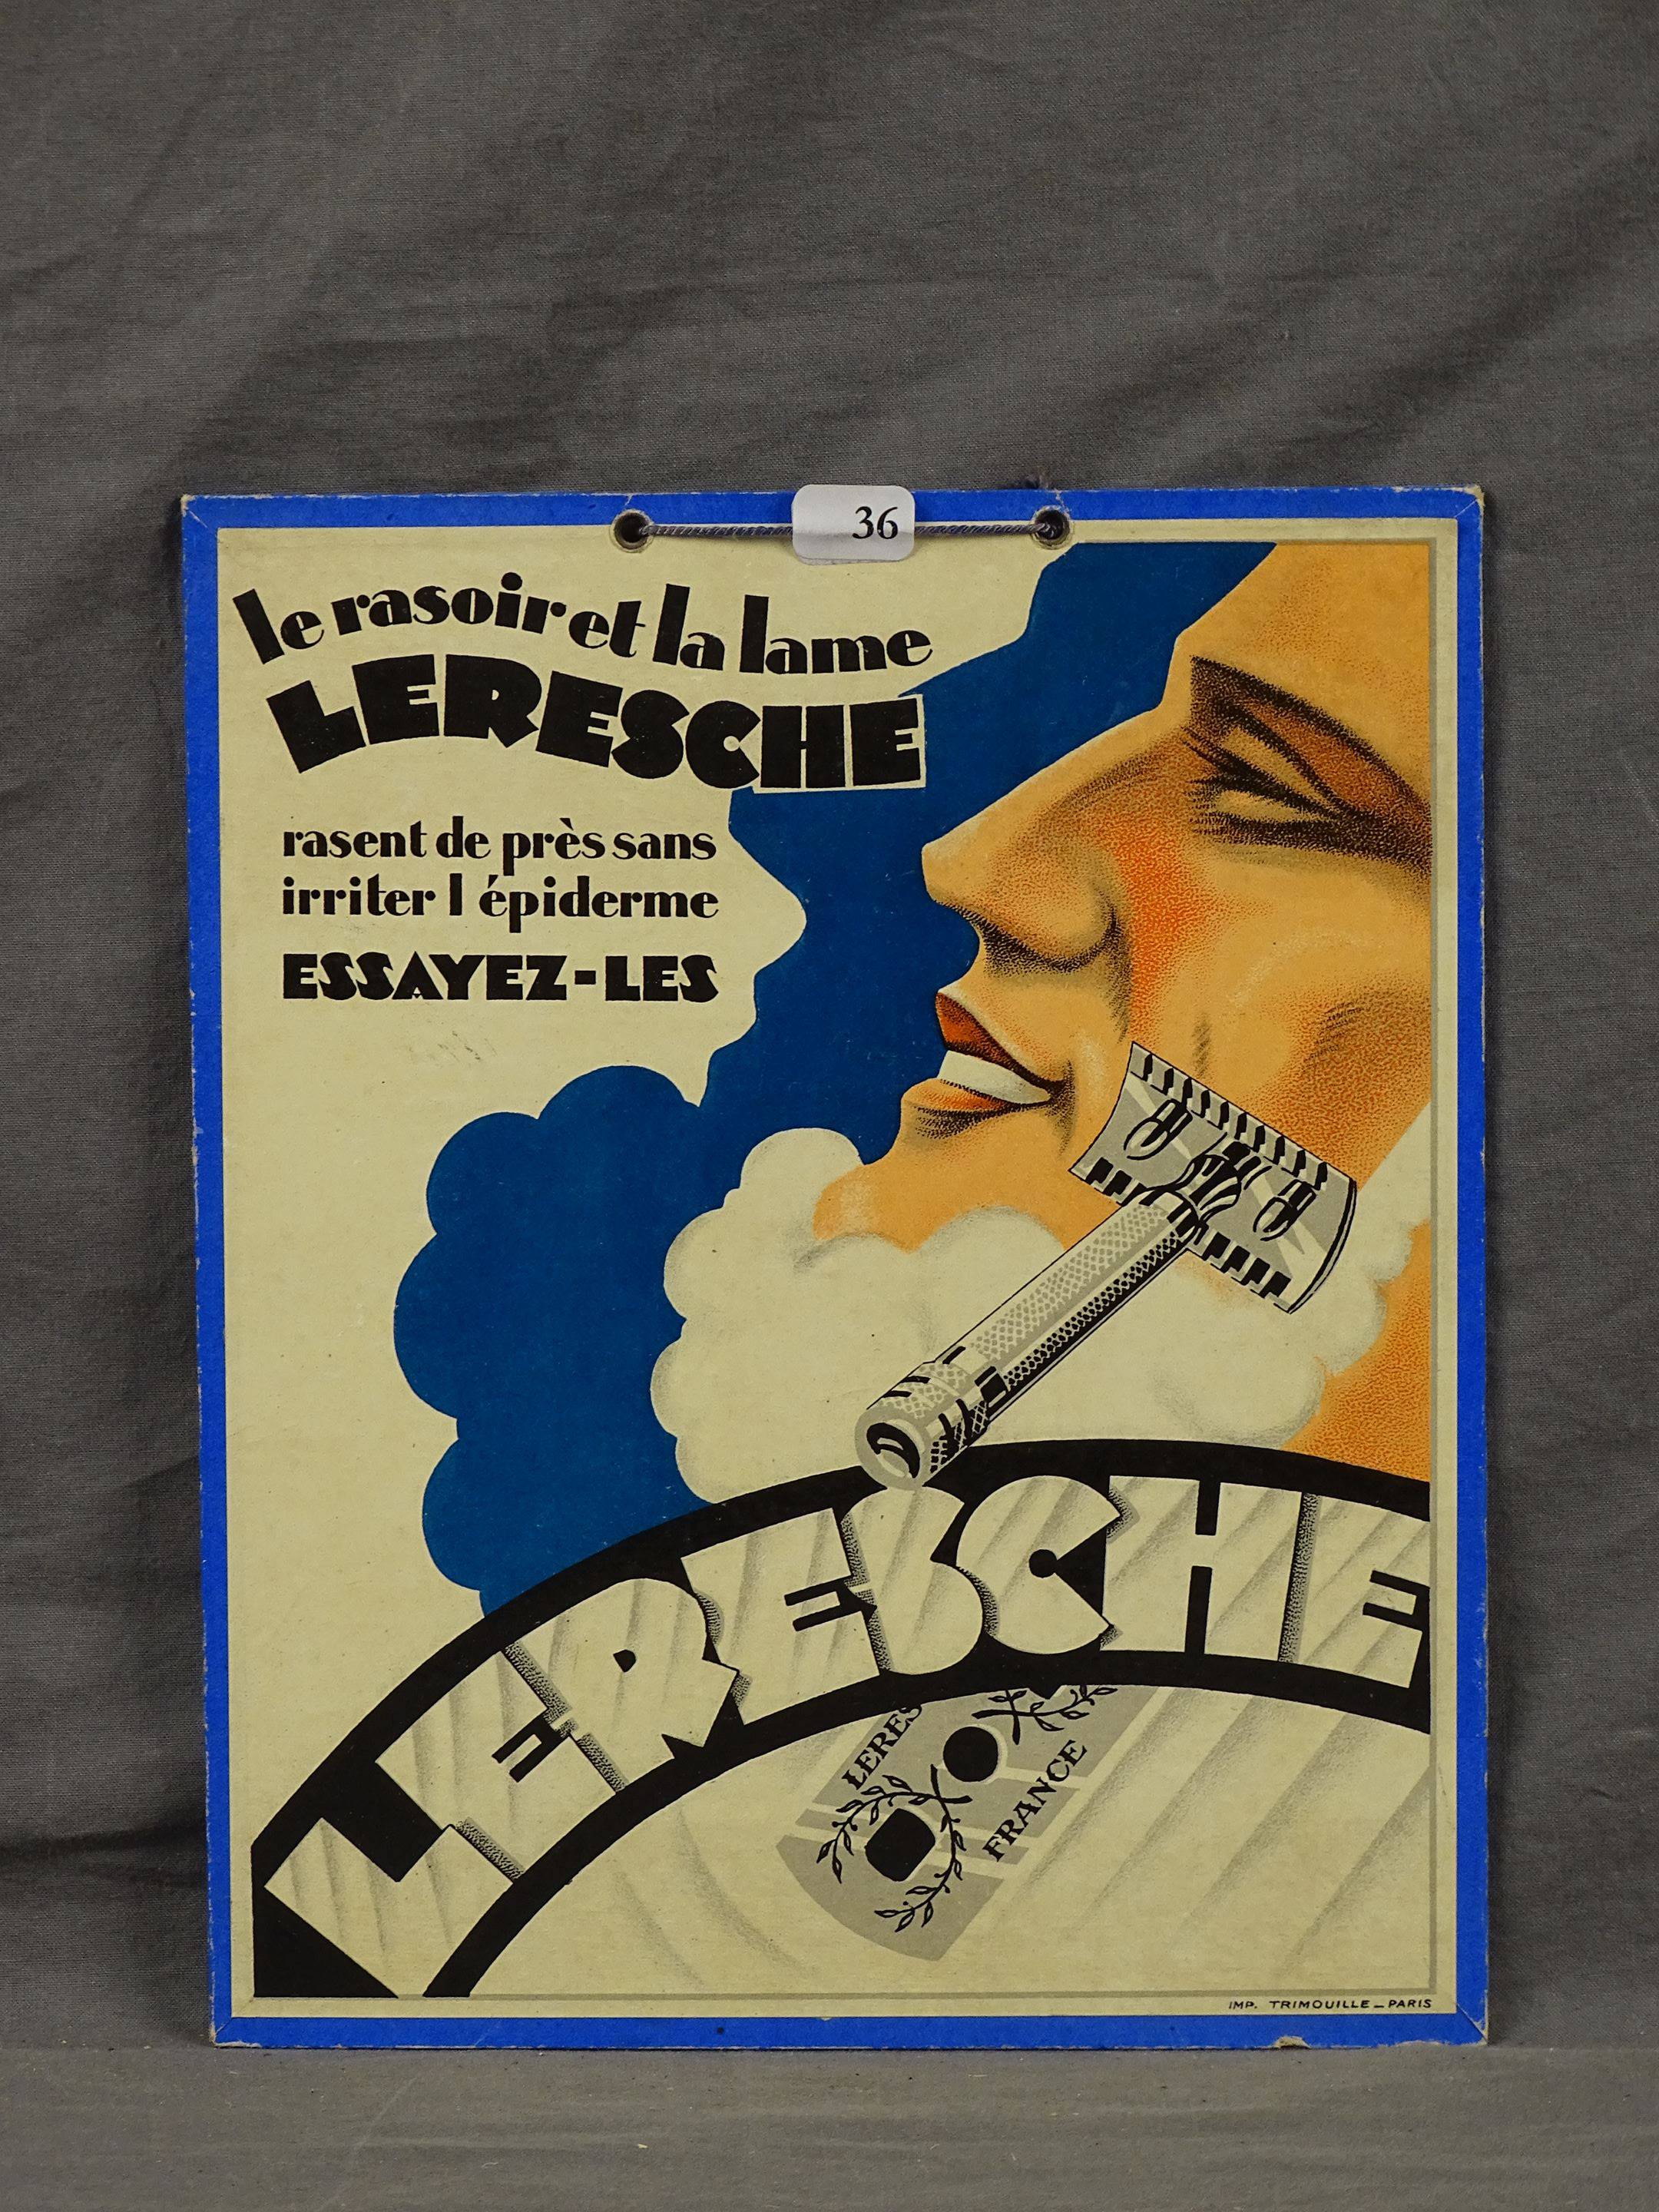 36
le rasoir et la lame
LERESCHE
rasent de près sans
irriter l épiderme
ESSAYEZ-LES
LERESCHE
LERES
FRANCE
IMP. TRIMOUILLE _ PARIS